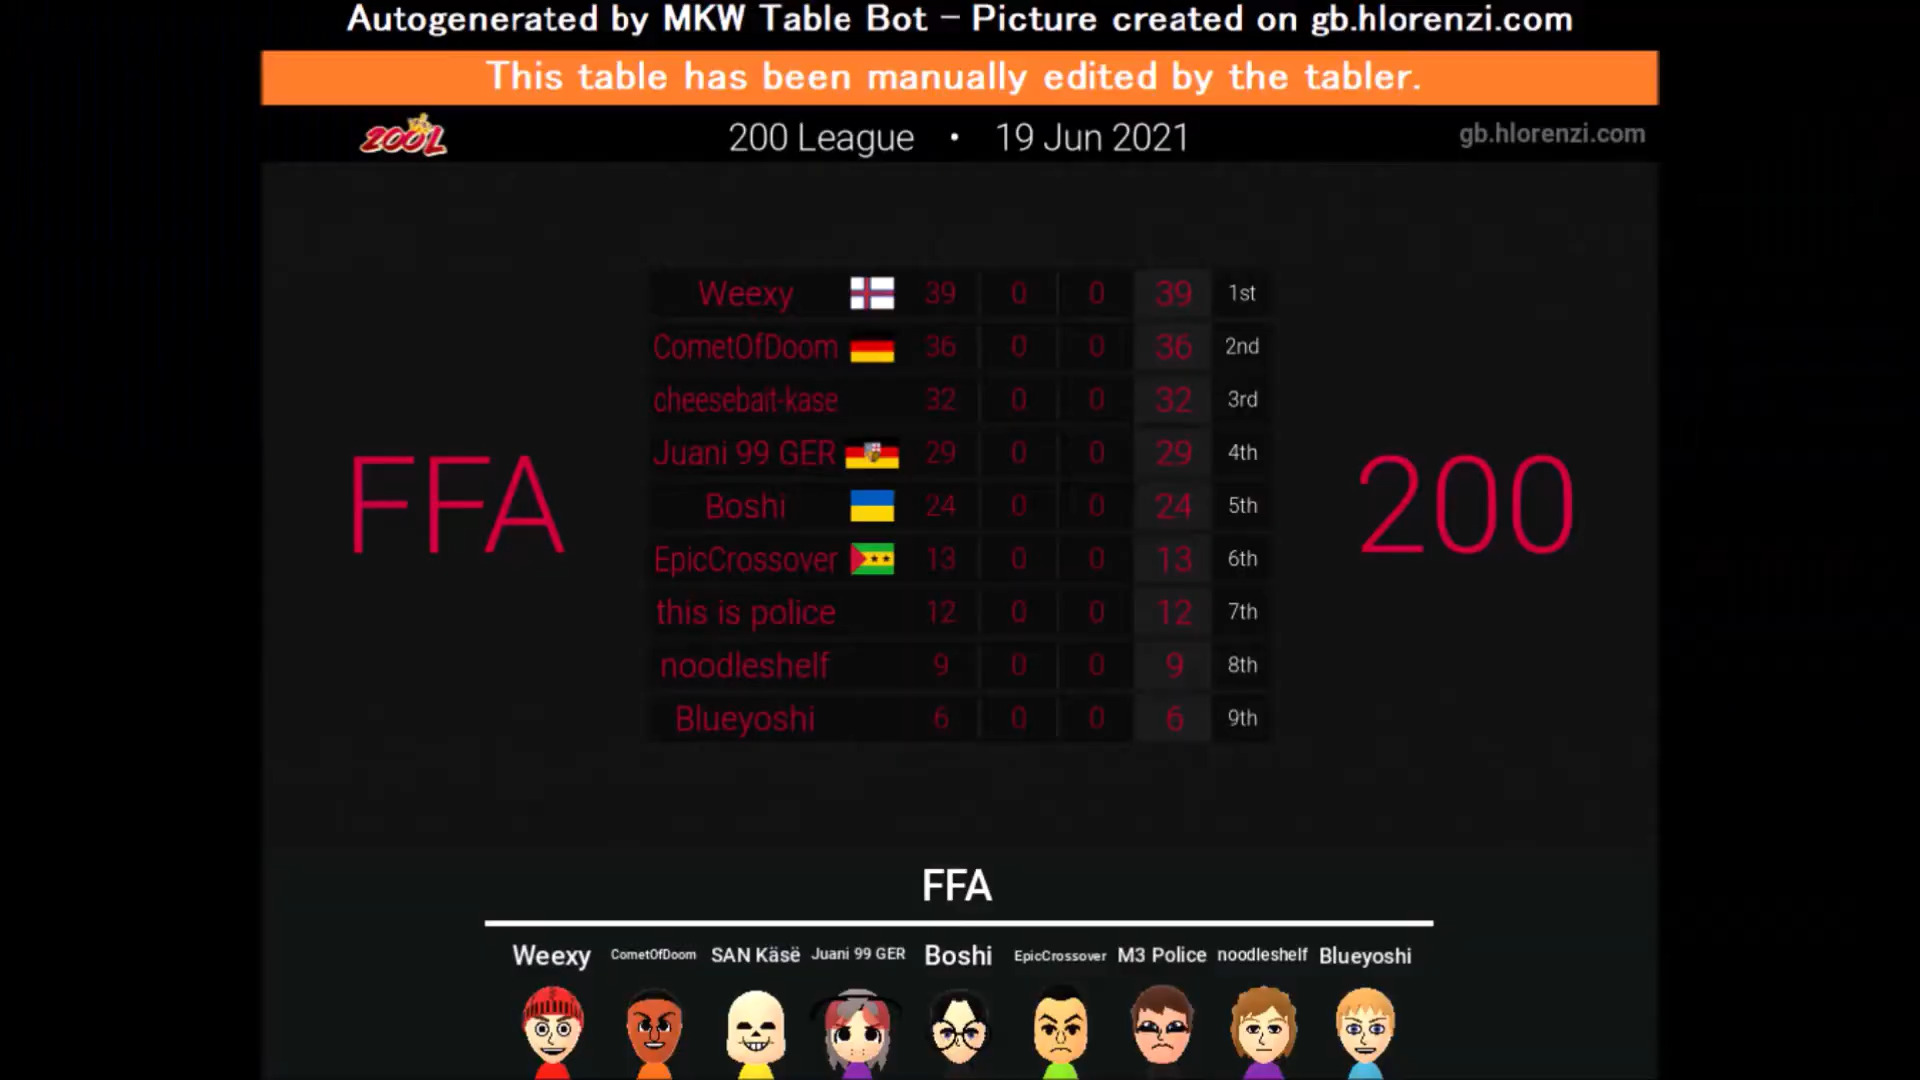 Autogenerated by MKW Table Bot - Picture created on gb.hlorenzi.com
This table has been manually edited by the tabler.
200L 200 League • 19 Jun 2021 gb.hlorenzi.com
Weexy 39 0 0 39 1st
CometOfDoom 36 0 0 36 2nd
cheesebait-kase 32 0 0 32 3rd
Juani 99 GER 29 0 0 29 4th
Boshi 24 0 0 24 5th
EpicCrossover 13 0 0 13 6th
this is police 12 0 0 12 7th
noodleshelf 9 0 0 9 8th
Blueyoshi 6 0 0 6 9th
FFA
200
FFA
Weexy CometOfDoom SAN Käsë Juani 99 GER Boshi EpicCrossover M3 Police noodleshelf Blueyoshi